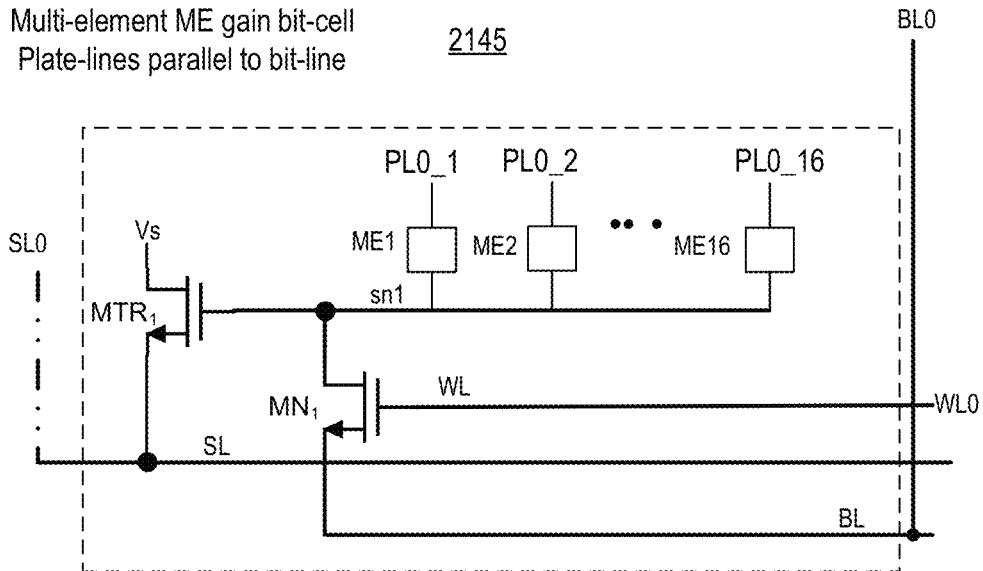 Multi-element ME gain bit-cell
Plate-lines parallel to bit-line
2145
BL0
PL0_1 PL0_2 PL0_16
SL0
Vs
ME1 ME2 ME16
sn1
MTR₁
WL
WL0
MN₁
SL
BL